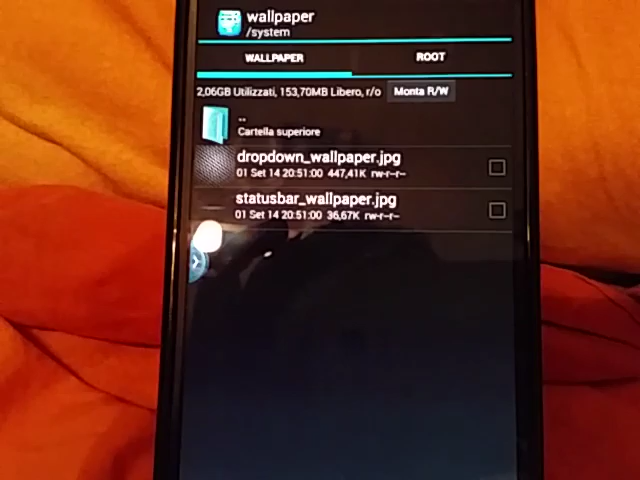 wallpaper
/system
WALLPAPER ROOT
2,06GB Utilizzati, 153,70MB Libero, r/o Monta R/W
..
Cartella superiore
dropdown_wallpaper.jpg
01 Set 14 20:51:00 447,41K rw-r--r--
statusbar_wallpaper.jpg
01 Set 14 20:51:00 36,67K rw-r--r--